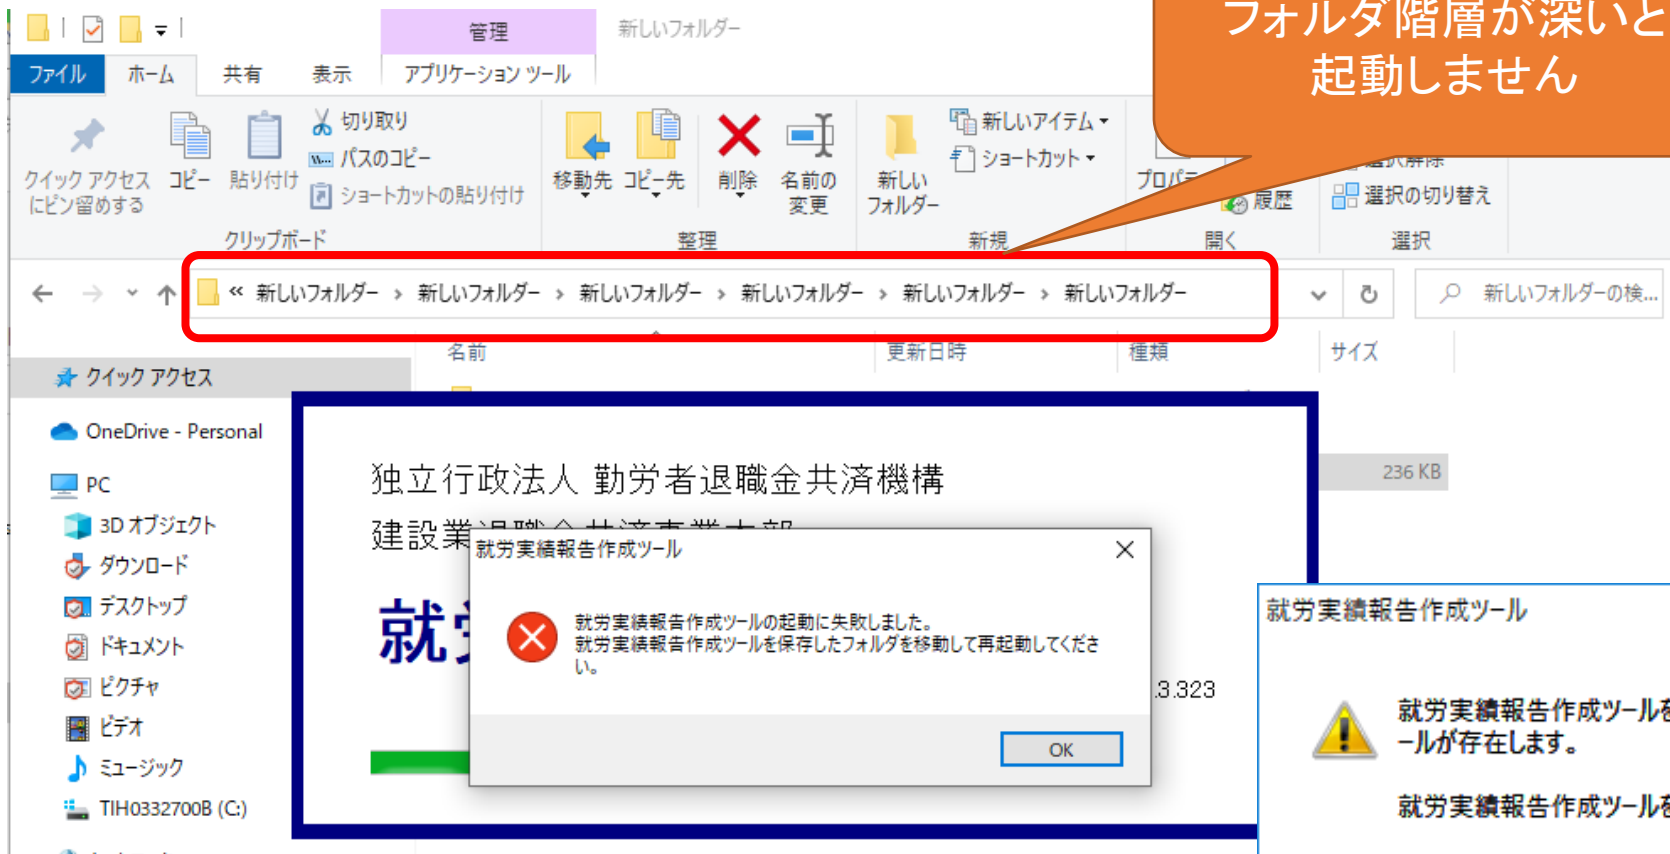 フォルダ階層が深いと
起動しません
管理
新しいフォルダー
ファイル ホーム 共有 表示 アプリケーション ツール
クイック アクセス
にピン留めする
コピー
貼り付け
切り取り
パスのコピー
ショートカットの貼り付け
クリップボード
移動先
コピー先
削除
名前の
変更
整理
新しい
フォルダー
新しいアイテム
ショートカット
新規
プロパティ
履歴
開く
選択解除
選択の切り替え
選択
« 新しいフォルダー › 新しいフォルダー › 新しいフォルダー › 新しいフォルダー › 新しいフォルダー › 新しいフォルダー
新しいフォルダーの検...
名前 更新日時 種類 サイズ
クイック アクセス
OneDrive - Personal
PC
3D オブジェクト
ダウンロード
デスクトップ
ドキュメント
ピクチャ
ビデオ
ミュージック
TIH0332700B (C:)
236 KB
独立行政法人 勤労者退職金共済機構
建設業退職金共済事業本部
就労
.3.323
就労実績報告作成ツール
就労実績報告作成ツールの起動に失敗しました。
就労実績報告作成ツールを保存したフォルダを移動して再起動してくださ
い。
OK
就労実績報告作成ツール
就労実績報告作成ツールを
ールが存在します。
就労実績報告作成ツールを